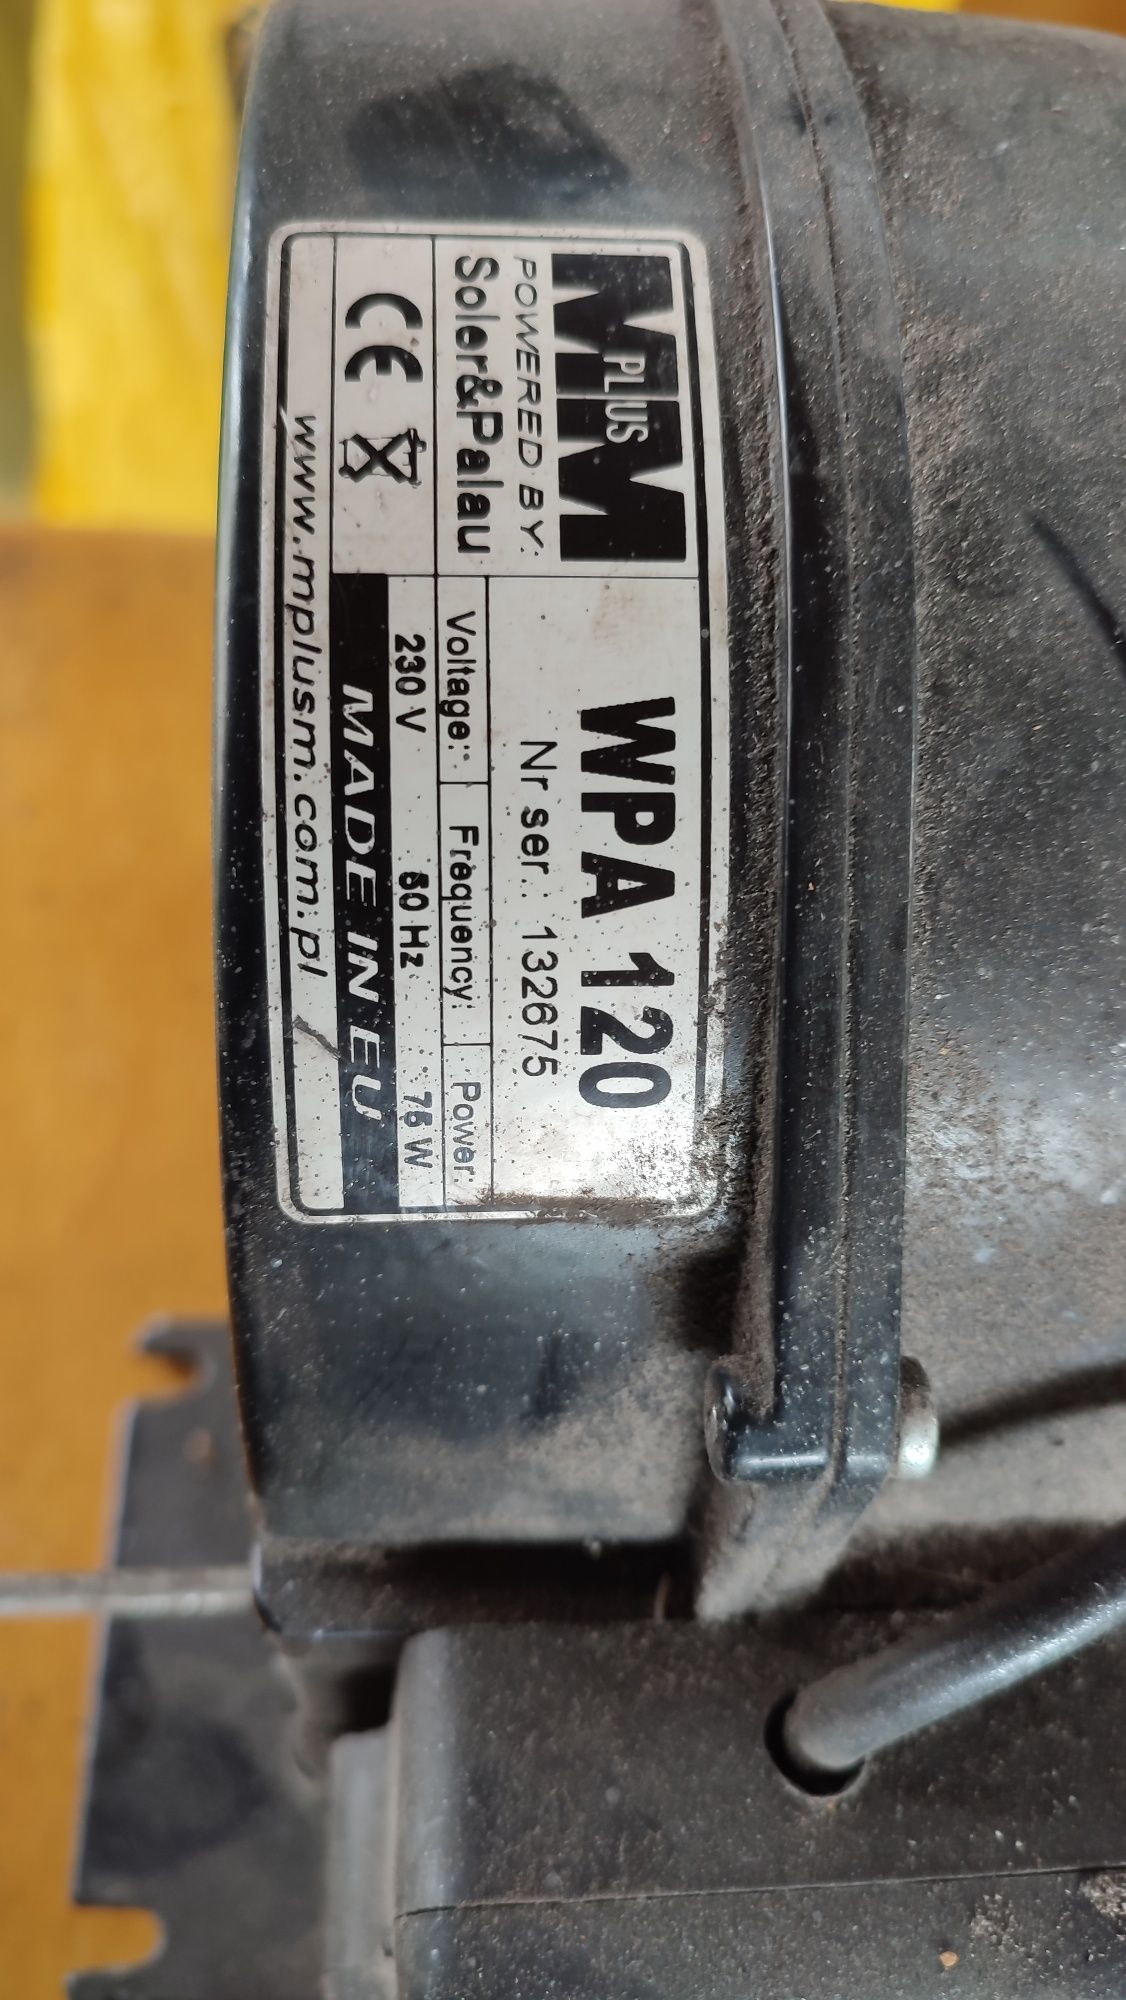 M PLUS M
POWERED BY:
Soler&Palau
WPA 120
Nr ser.: 132675
Voltage: Frequency: Power:
230 V 50 Hz 75 W
CE
MADE IN EU
www.mplusm.com.pl